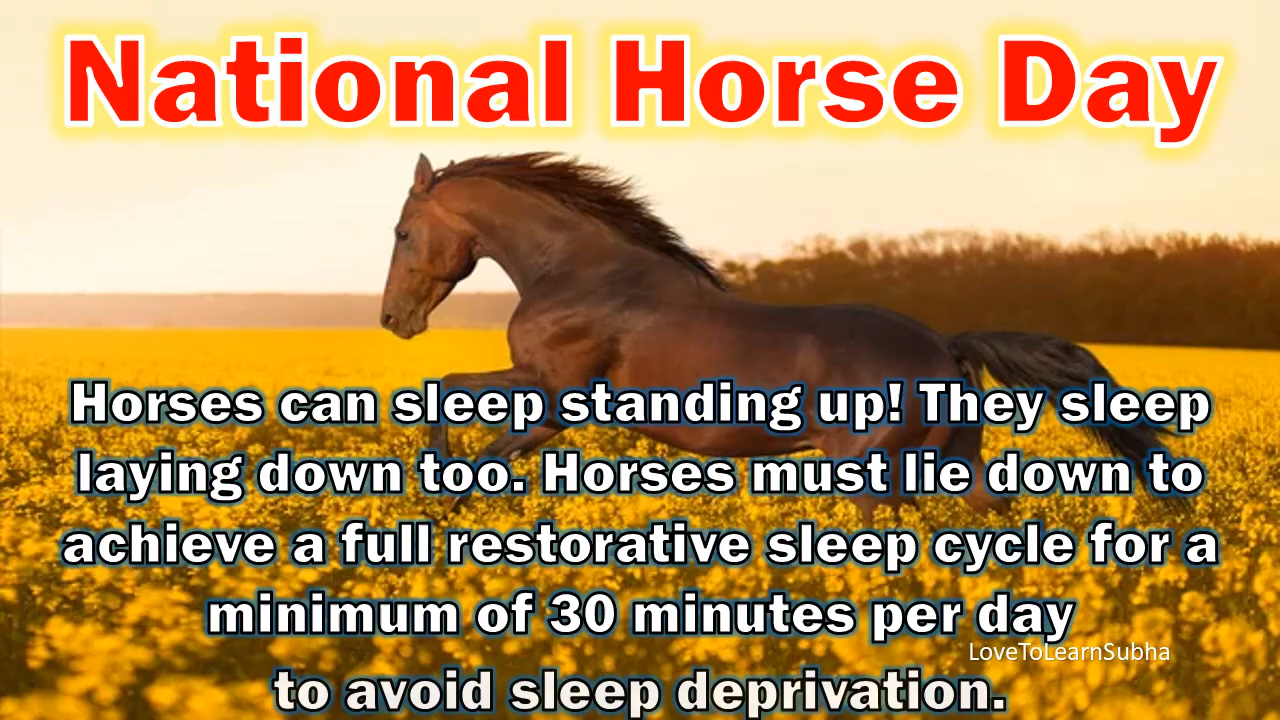 National Horse Day
Horses can sleep standing up! They sleep
laying down too. Horses must lie down to
achieve a full restorative sleep cycle for a
minimum of 30 minutes per day
LoveToLearnSubha
to avoid sleep deprivation.